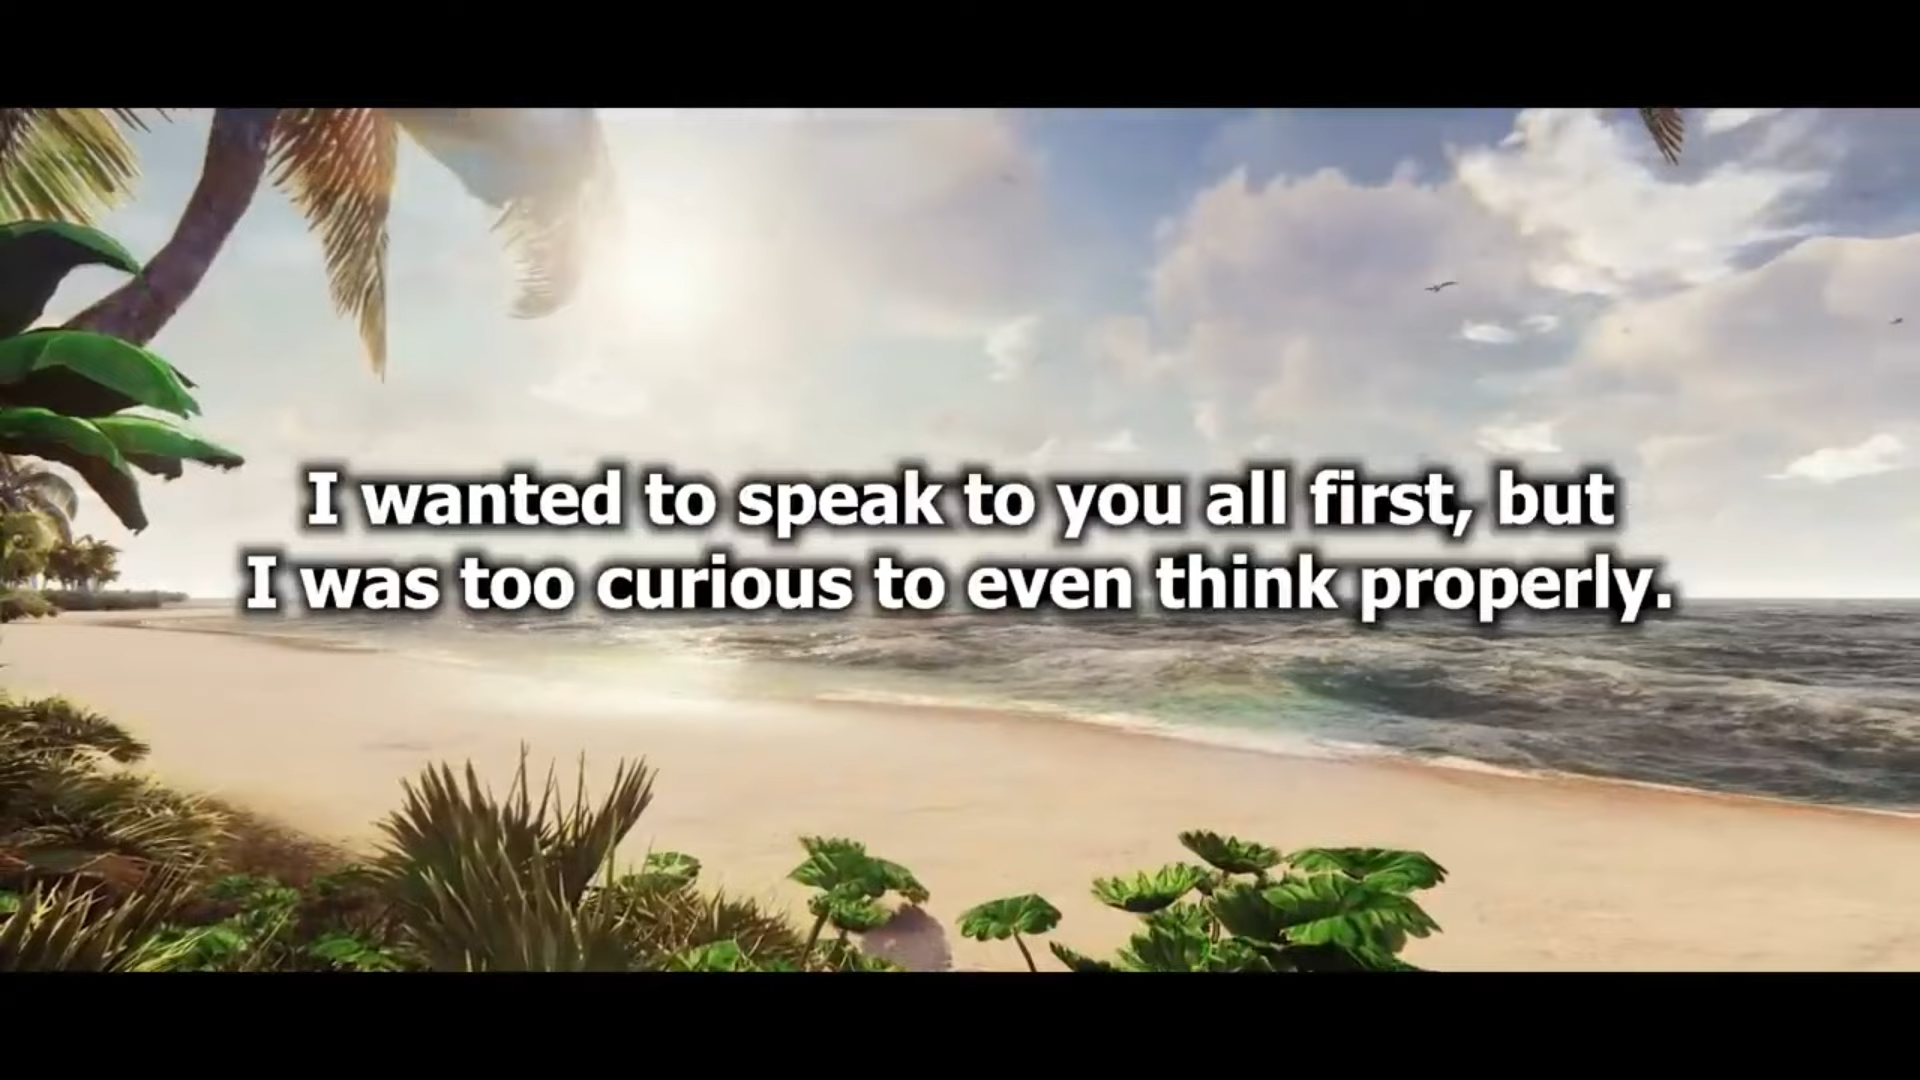 I wanted to speak to you all first, but
I was too curious to even think properly.